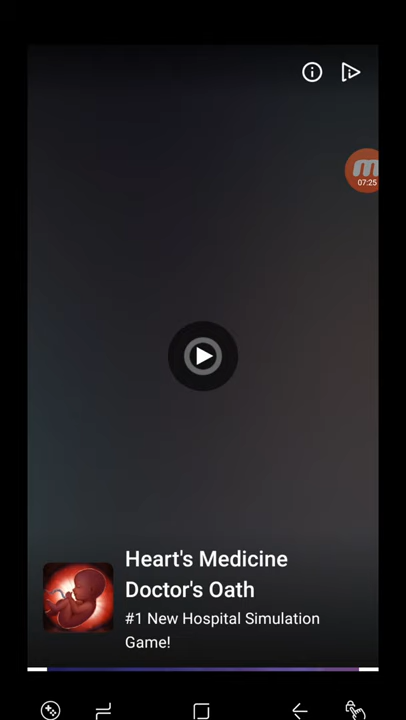 07:25
Heart's Medicine
Doctor's Oath
#1 New Hospital Simulation
Game!